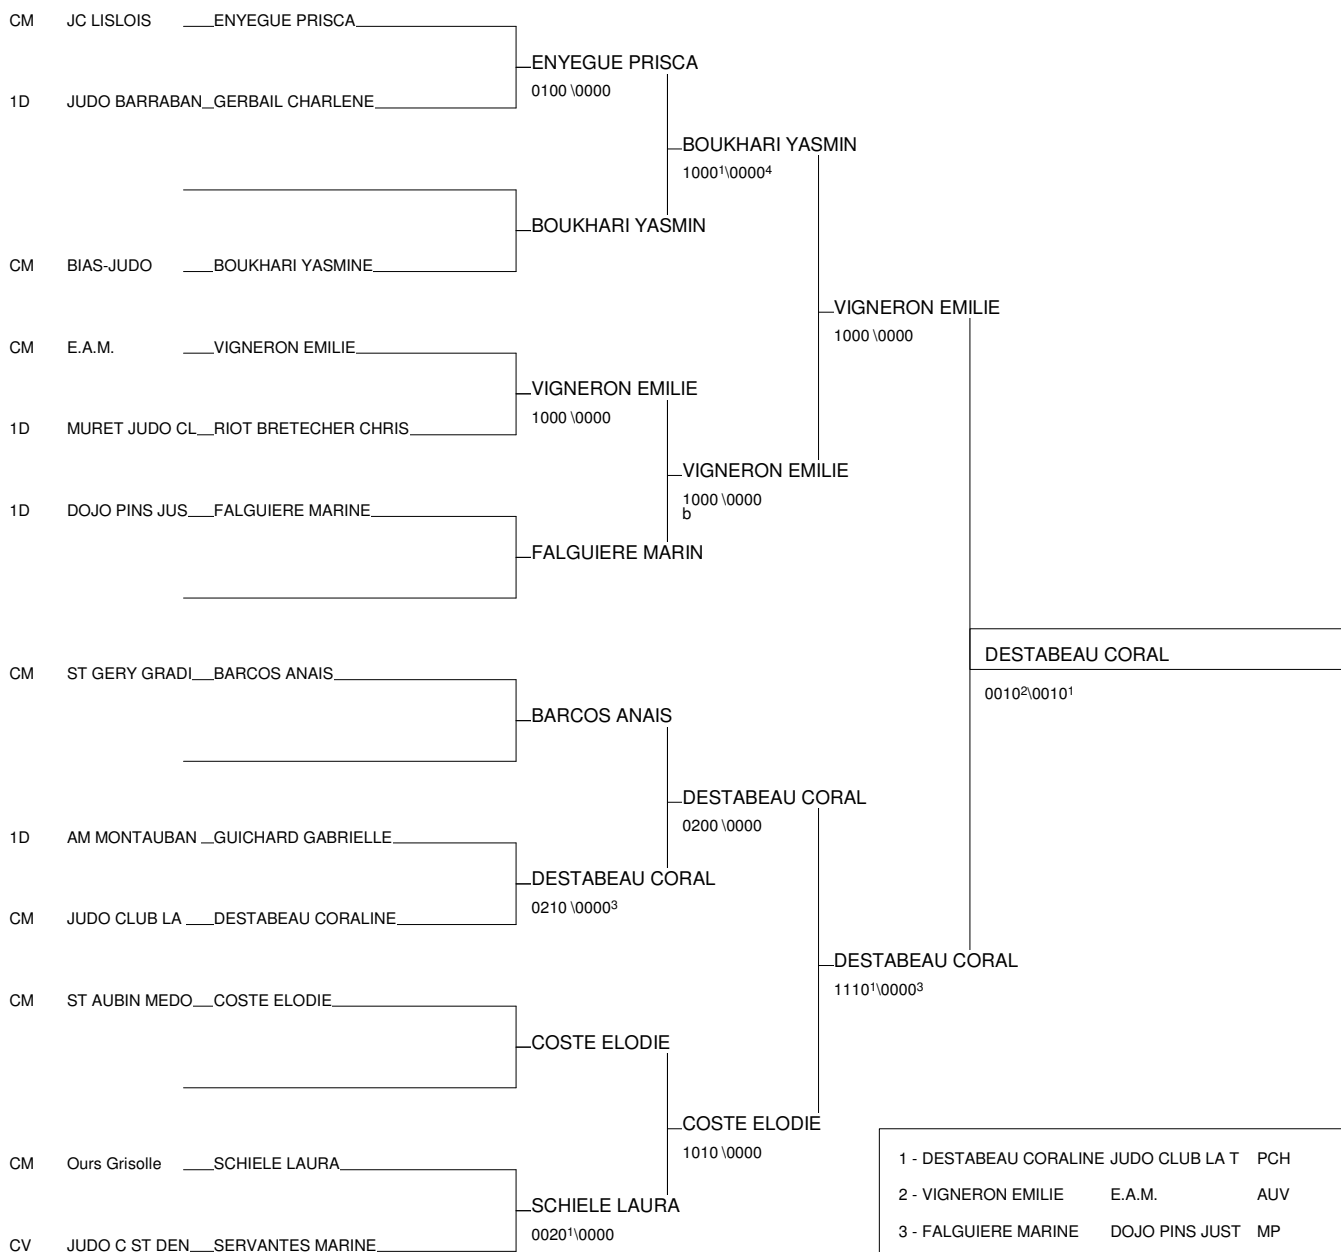 CM JC LISLOIS ENYEGUE PRISCA
ENYEGUE PRISCA
0100 \0000
1D JUDO BARRABAN GERBAIL CHARLENE
BOUKHARI YASMIN
1000¹\0000⁴
BOUKHARI YASMIN
CM BIAS-JUDO BOUKHARI YASMINE
VIGNERON EMILIE
1000 \0000
CM E.A.M. VIGNERON EMILIE
VIGNERON EMILIE
1000 \0000
1D MURET JUDO CL RIOT BRETECHER CHRIS
VIGNERON EMILIE
1000 \0000
b
1D DOJO PINS JUS FALGUIERE MARINE
FALGUIERE MARIN
DESTABEAU CORAL
0010²\0010¹
CM ST GERY GRADI BARCOS ANAIS
BARCOS ANAIS
DESTABEAU CORAL
0200 \0000
1D AM MONTAUBAN GUICHARD GABRIELLE
DESTABEAU CORAL
0210 \0000³
CM JUDO CLUB LA DESTABEAU CORALINE
DESTABEAU CORAL
1110¹\0000³
CM ST AUBIN MEDO COSTE ELODIE
COSTE ELODIE
COSTE ELODIE
1010 \0000
CM Ours Grisolle SCHIELE LAURA
SCHIELE LAURA
0020¹\0000
CV JUDO C ST DEN SERVANTES MARINE
1 - DESTABEAU CORALINE JUDO CLUB LA T PCH
2 - VIGNERON EMILIE E.A.M. AUV
3 - FALGUIERE MARINE DOJO PINS JUST MP